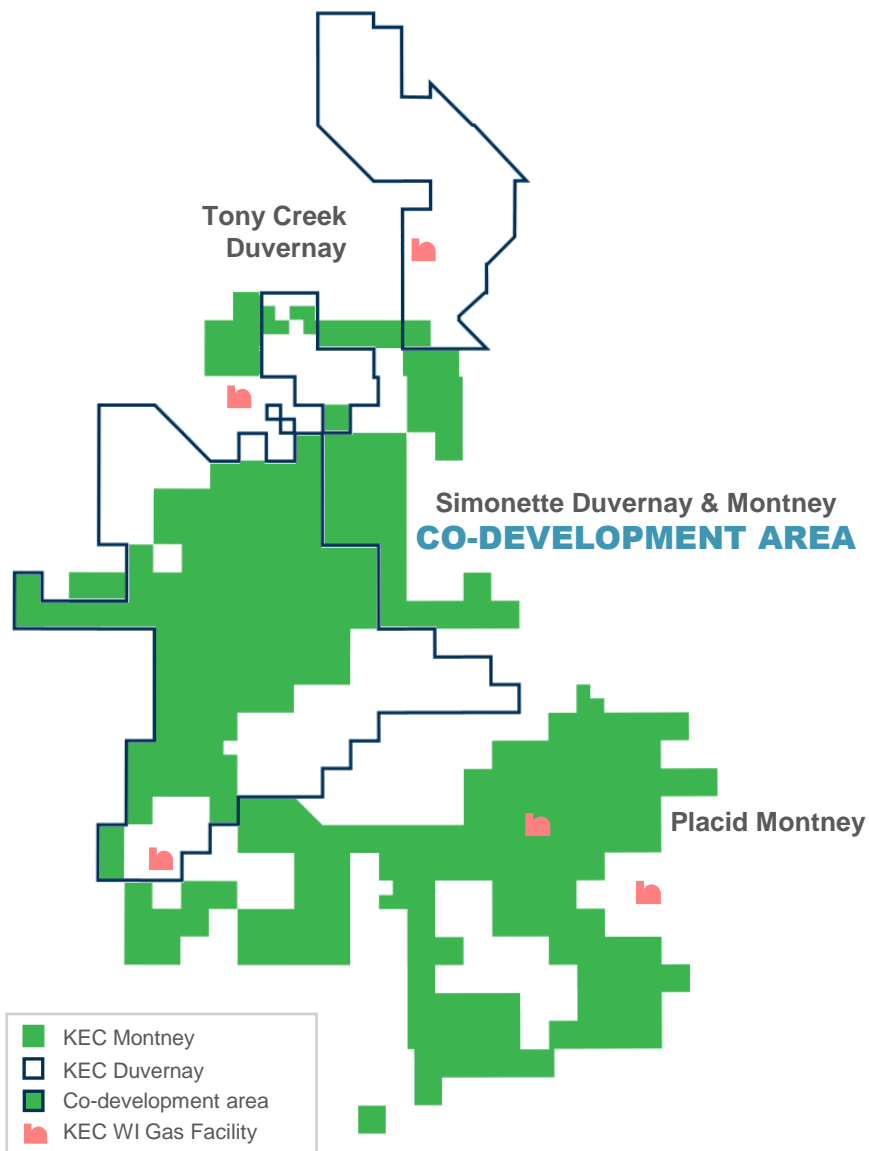 Tony Creek
Duvernay
Simonette Duvernay & Montney
CO-DEVELOPMENT AREA
Placid Montney
KEC Montney
KEC Duvernay
Co-development area
KEC WI Gas Facility